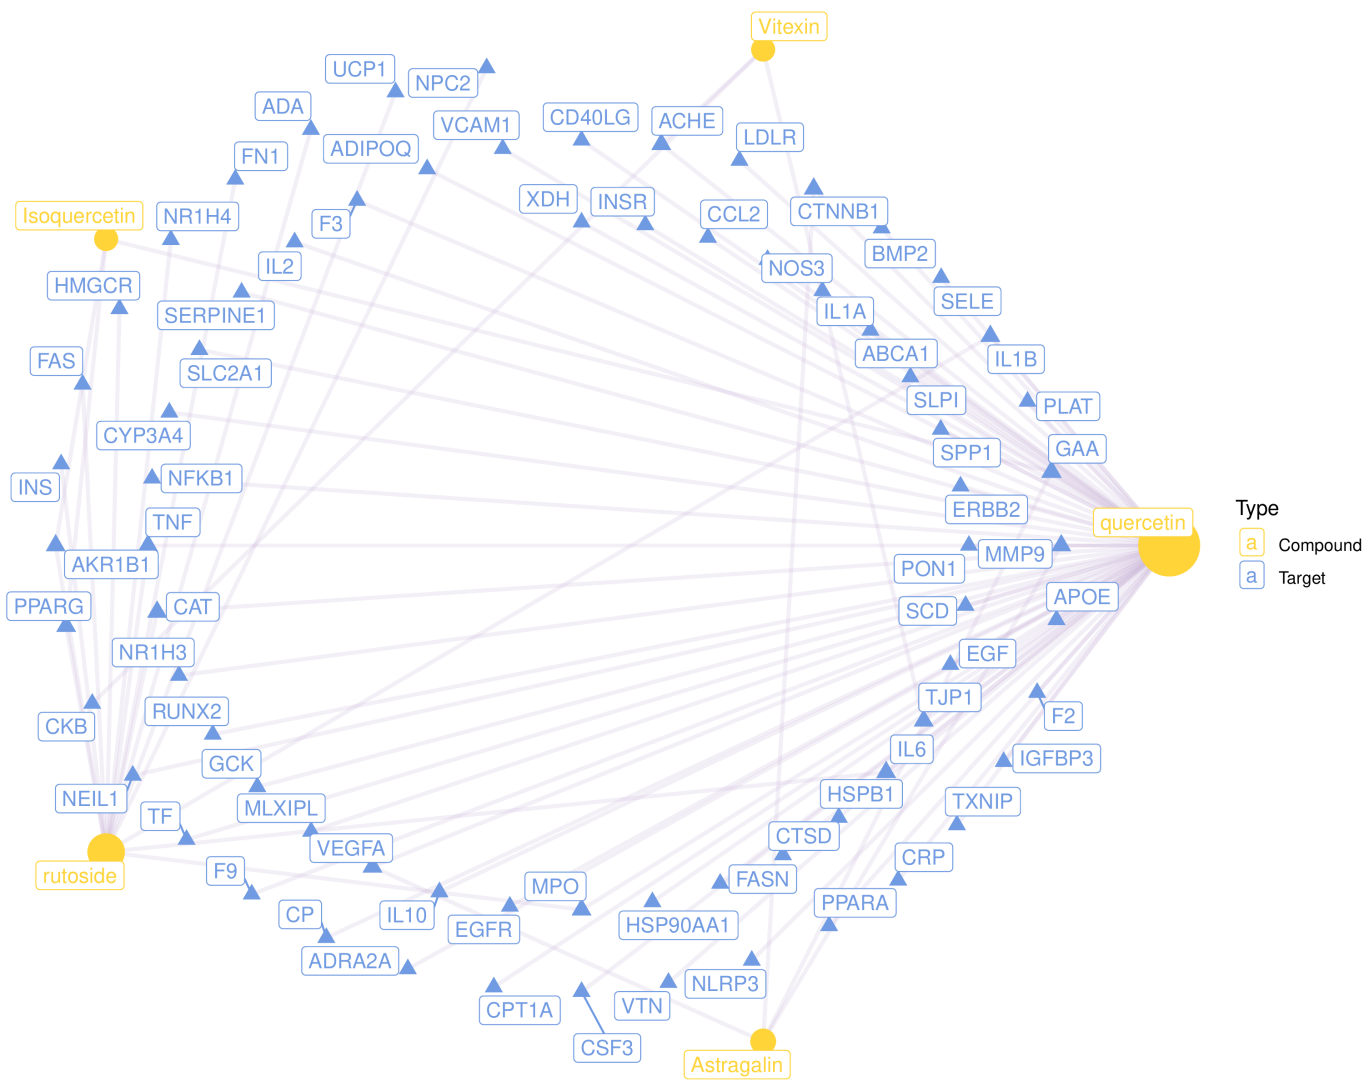 Vitexin
UCP1
NPC2
ADA
VCAM1
CD40LG
ACHE
LDLR
ADIPOQ
FN1
Isoquercetin
NR1H4
F3
XDH
INSR
CCL2
CTNNB1
BMP2
IL2
NOS3
HMGCR
SERPINE1
IL1A
SELE
FAS
SLC2A1
ABCA1
IL1B
SLPI
PLAT
CYP3A4
SPP1
GAA
INS
NFKB1
ERBB2
Type
TNF
quercetin
a Compound
AKR1B1
PON1
MMP9
a Target
PPARG
CAT
SCD
APOE
NR1H3
EGF
TJP1
CKB
RUNX2
F2
GCK
IL6
IGFBP3
NEIL1
TF
MLXIPL
HSPB1
TXNIP
VEGFA
CTSD
rutoside
F9
CRP
MPO
FASN
CP
IL10
EGFR
HSP90AA1
PPARA
ADRA2A
NLRP3
CPT1A
VTN
CSF3
Astragalin